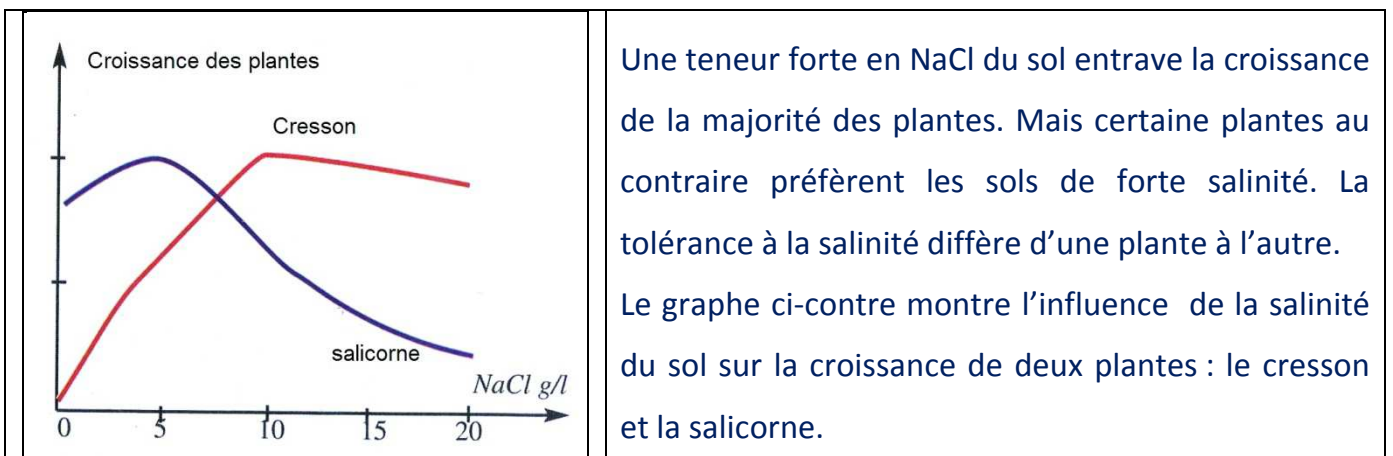 Croissance des plantes
Cresson
salicorne
NaCl g/l
0 5 10 15 20
Une teneur forte en NaCl du sol entrave la croissance
de la majorité des plantes. Mais certaine plantes au
contraire préfèrent les sols de forte salinité. La
tolérance à la salinité diffère d’une plante à l’autre.
Le graphe ci-contre montre l’influence de la salinité
du sol sur la croissance de deux plantes : le cresson
et la salicorne.